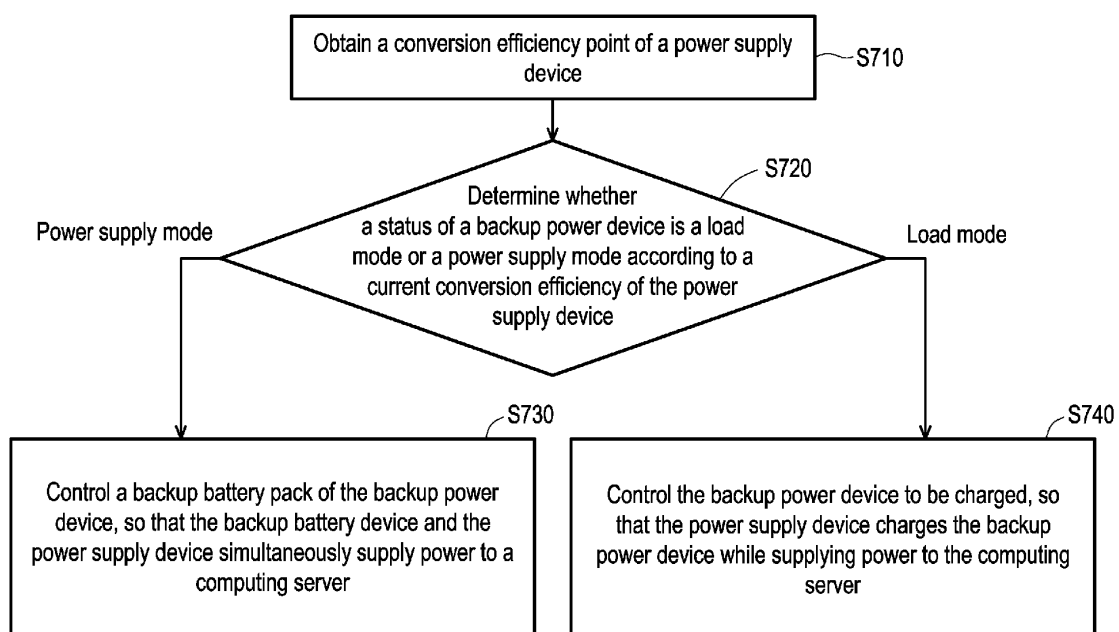 Obtain a conversion efficiency point of a power supply
device
S710
S720
Determine whether
a status of a backup power device is a load
mode or a power supply mode according to a
current conversion efficiency of the power
supply device
Power supply mode
Load mode
S730
Control a backup battery pack of the backup power
device, so that the backup battery device and the
power supply device simultaneously supply power to a
computing server
S740
Control the backup power device to be charged, so
that the power supply device charges the backup
power device while supplying power to the computing
server